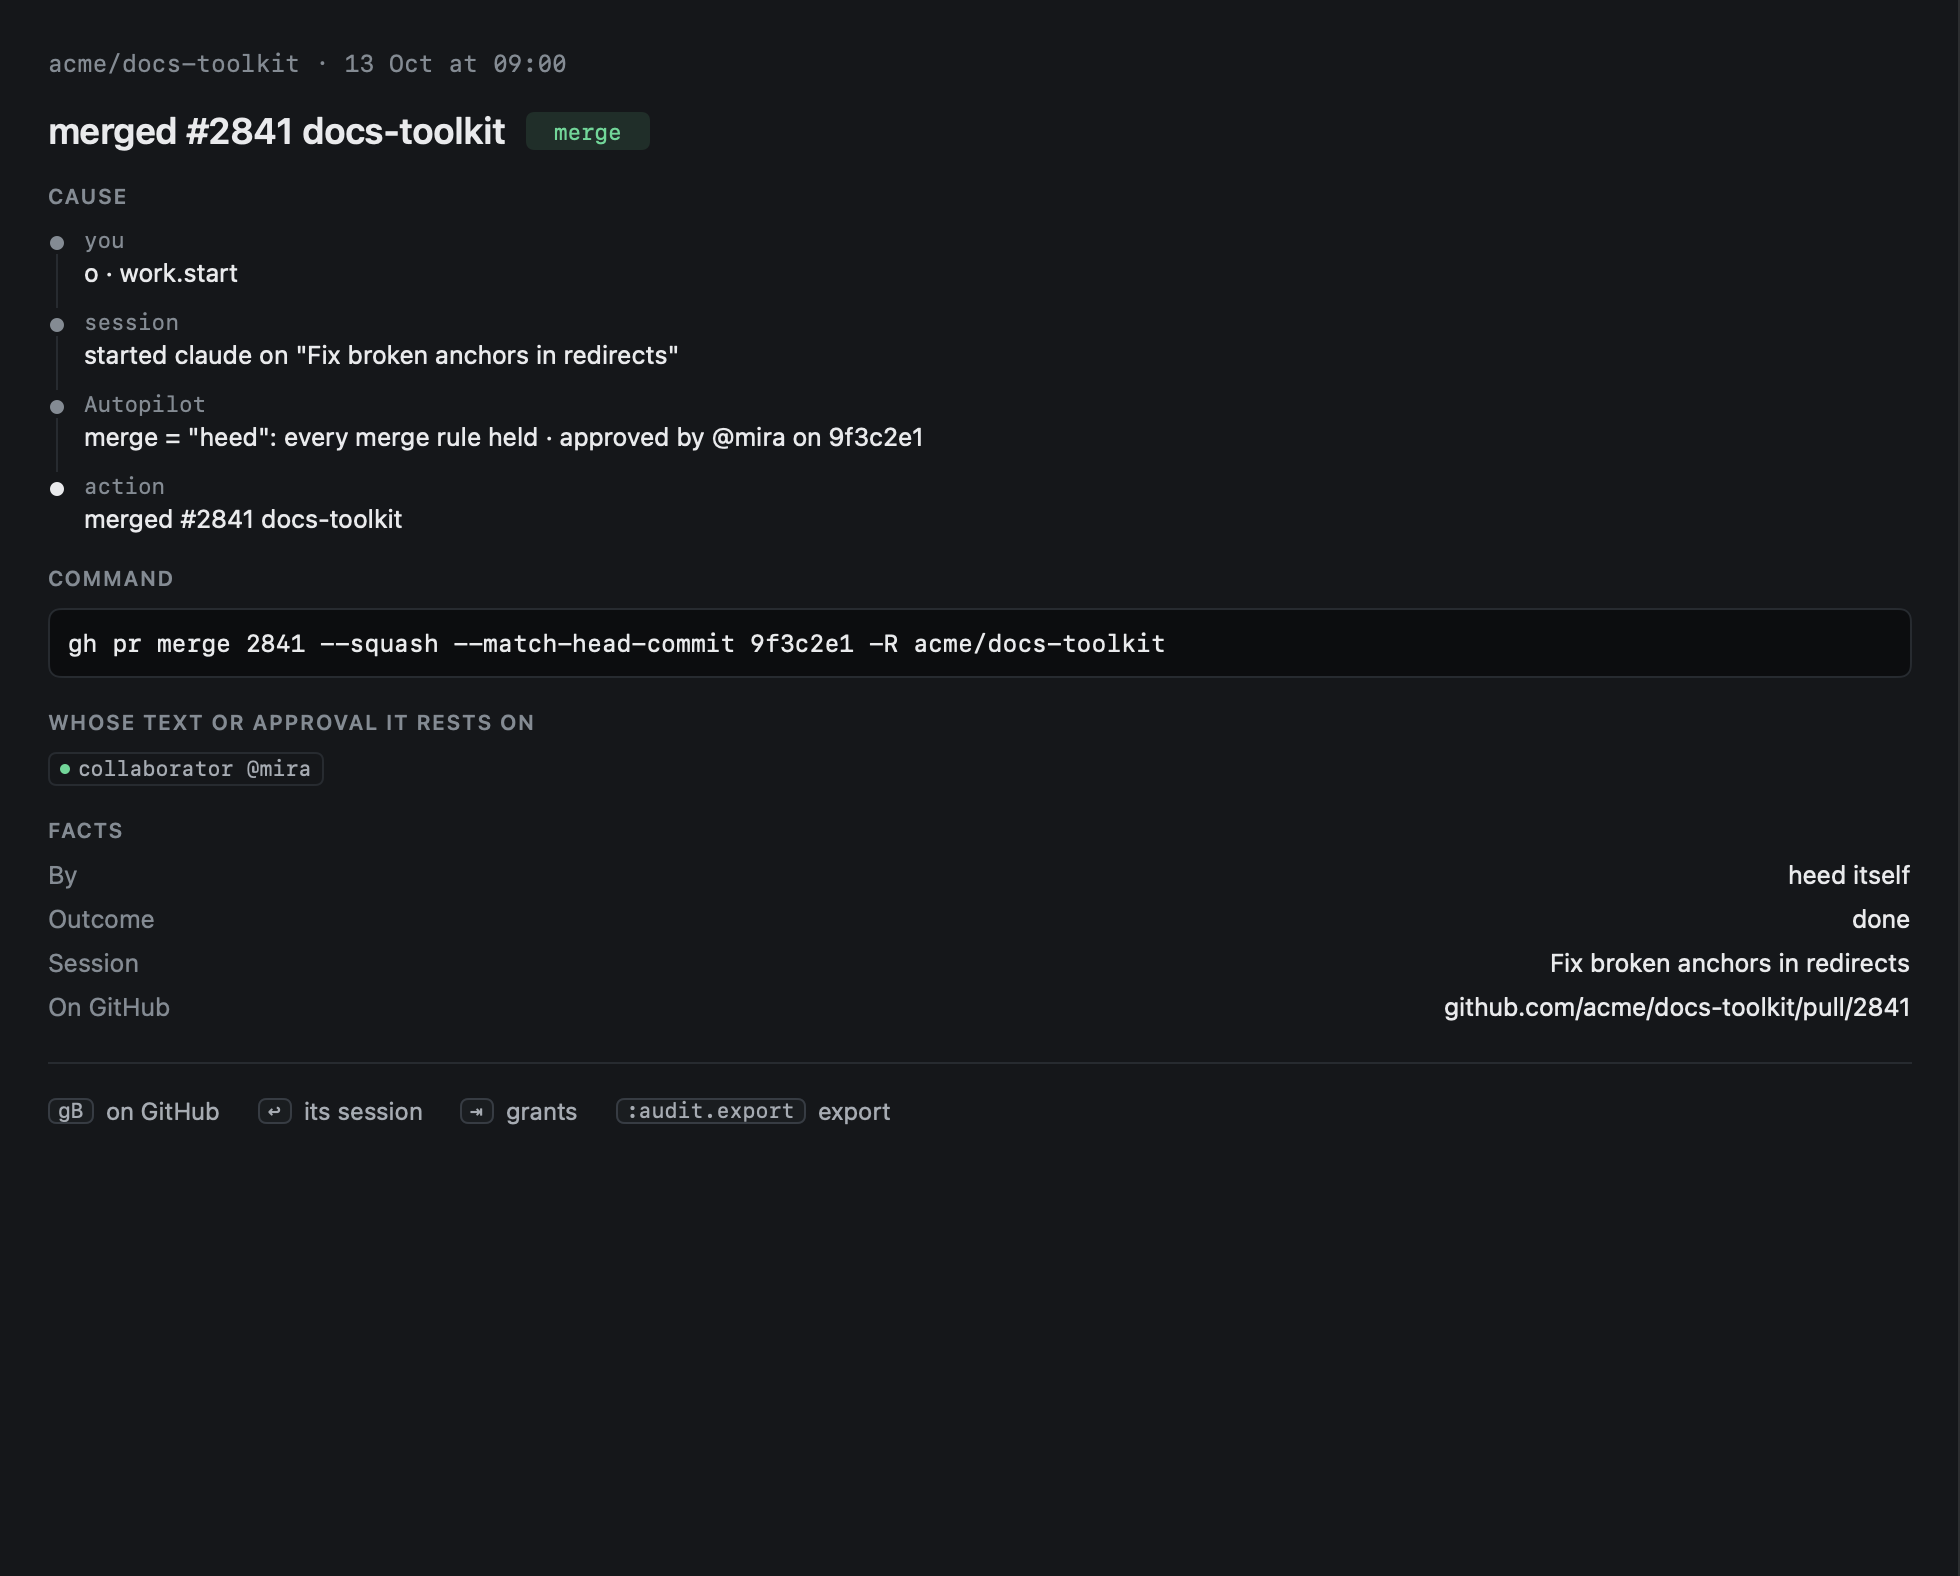 acme/docs-toolkit · 13 Oct at 09:00
merged #2841 docs-toolkit merge
CAUSE
you
o · work.start
session
started claude on "Fix broken anchors in redirects"
Autopilot
merge = "heed": every merge rule held · approved by @mira on 9f3c2e1
action
merged #2841 docs-toolkit
COMMAND
gh pr merge 2841 --squash --match-head-commit 9f3c2e1 -R acme/docs-toolkit
WHOSE TEXT OR APPROVAL IT RESTS ON
collaborator @mira
FACTS
By heed itself
Outcome done
Session Fix broken anchors in redirects
On GitHub github.com/acme/docs-toolkit/pull/2841
gB on GitHub ↩ its session ⇥ grants :audit.export export